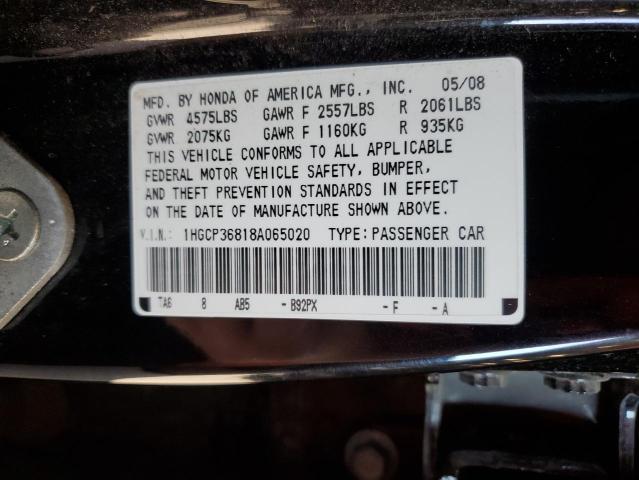 MFD. BY HONDA OF AMERICA MFG., INC. 05/08
GVWR 4575LBS GAWR F 2557LBS R 2061LBS
GVWR 2075KG GAWR F 1160KG R 935KG
THIS VEHICLE CONFORMS TO ALL APPLICABLE
FEDERAL MOTOR VEHICLE SAFETY, BUMPER,
AND THEFT PREVENTION STANDARDS IN EFFECT
ON THE DATE OF MANUFACTURE SHOWN ABOVE.
V.I.N.: 1HGCP36818A065020 TYPE: PASSENGER CAR
TA6 8 AB5 - B92PX - F - A